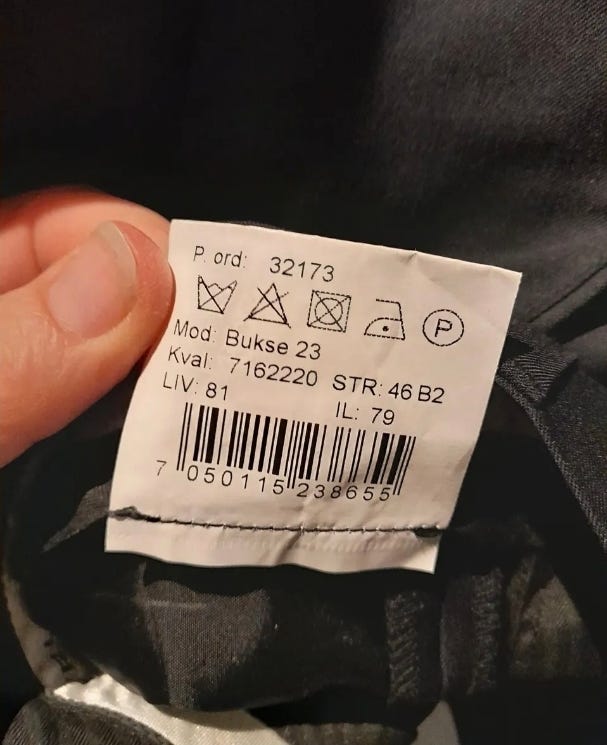 P. ord: 32173
P
Mod: Bukse 23
Kval: 7162220 STR: 46 B2
LIV: 81 IL: 79
7 050115 238655